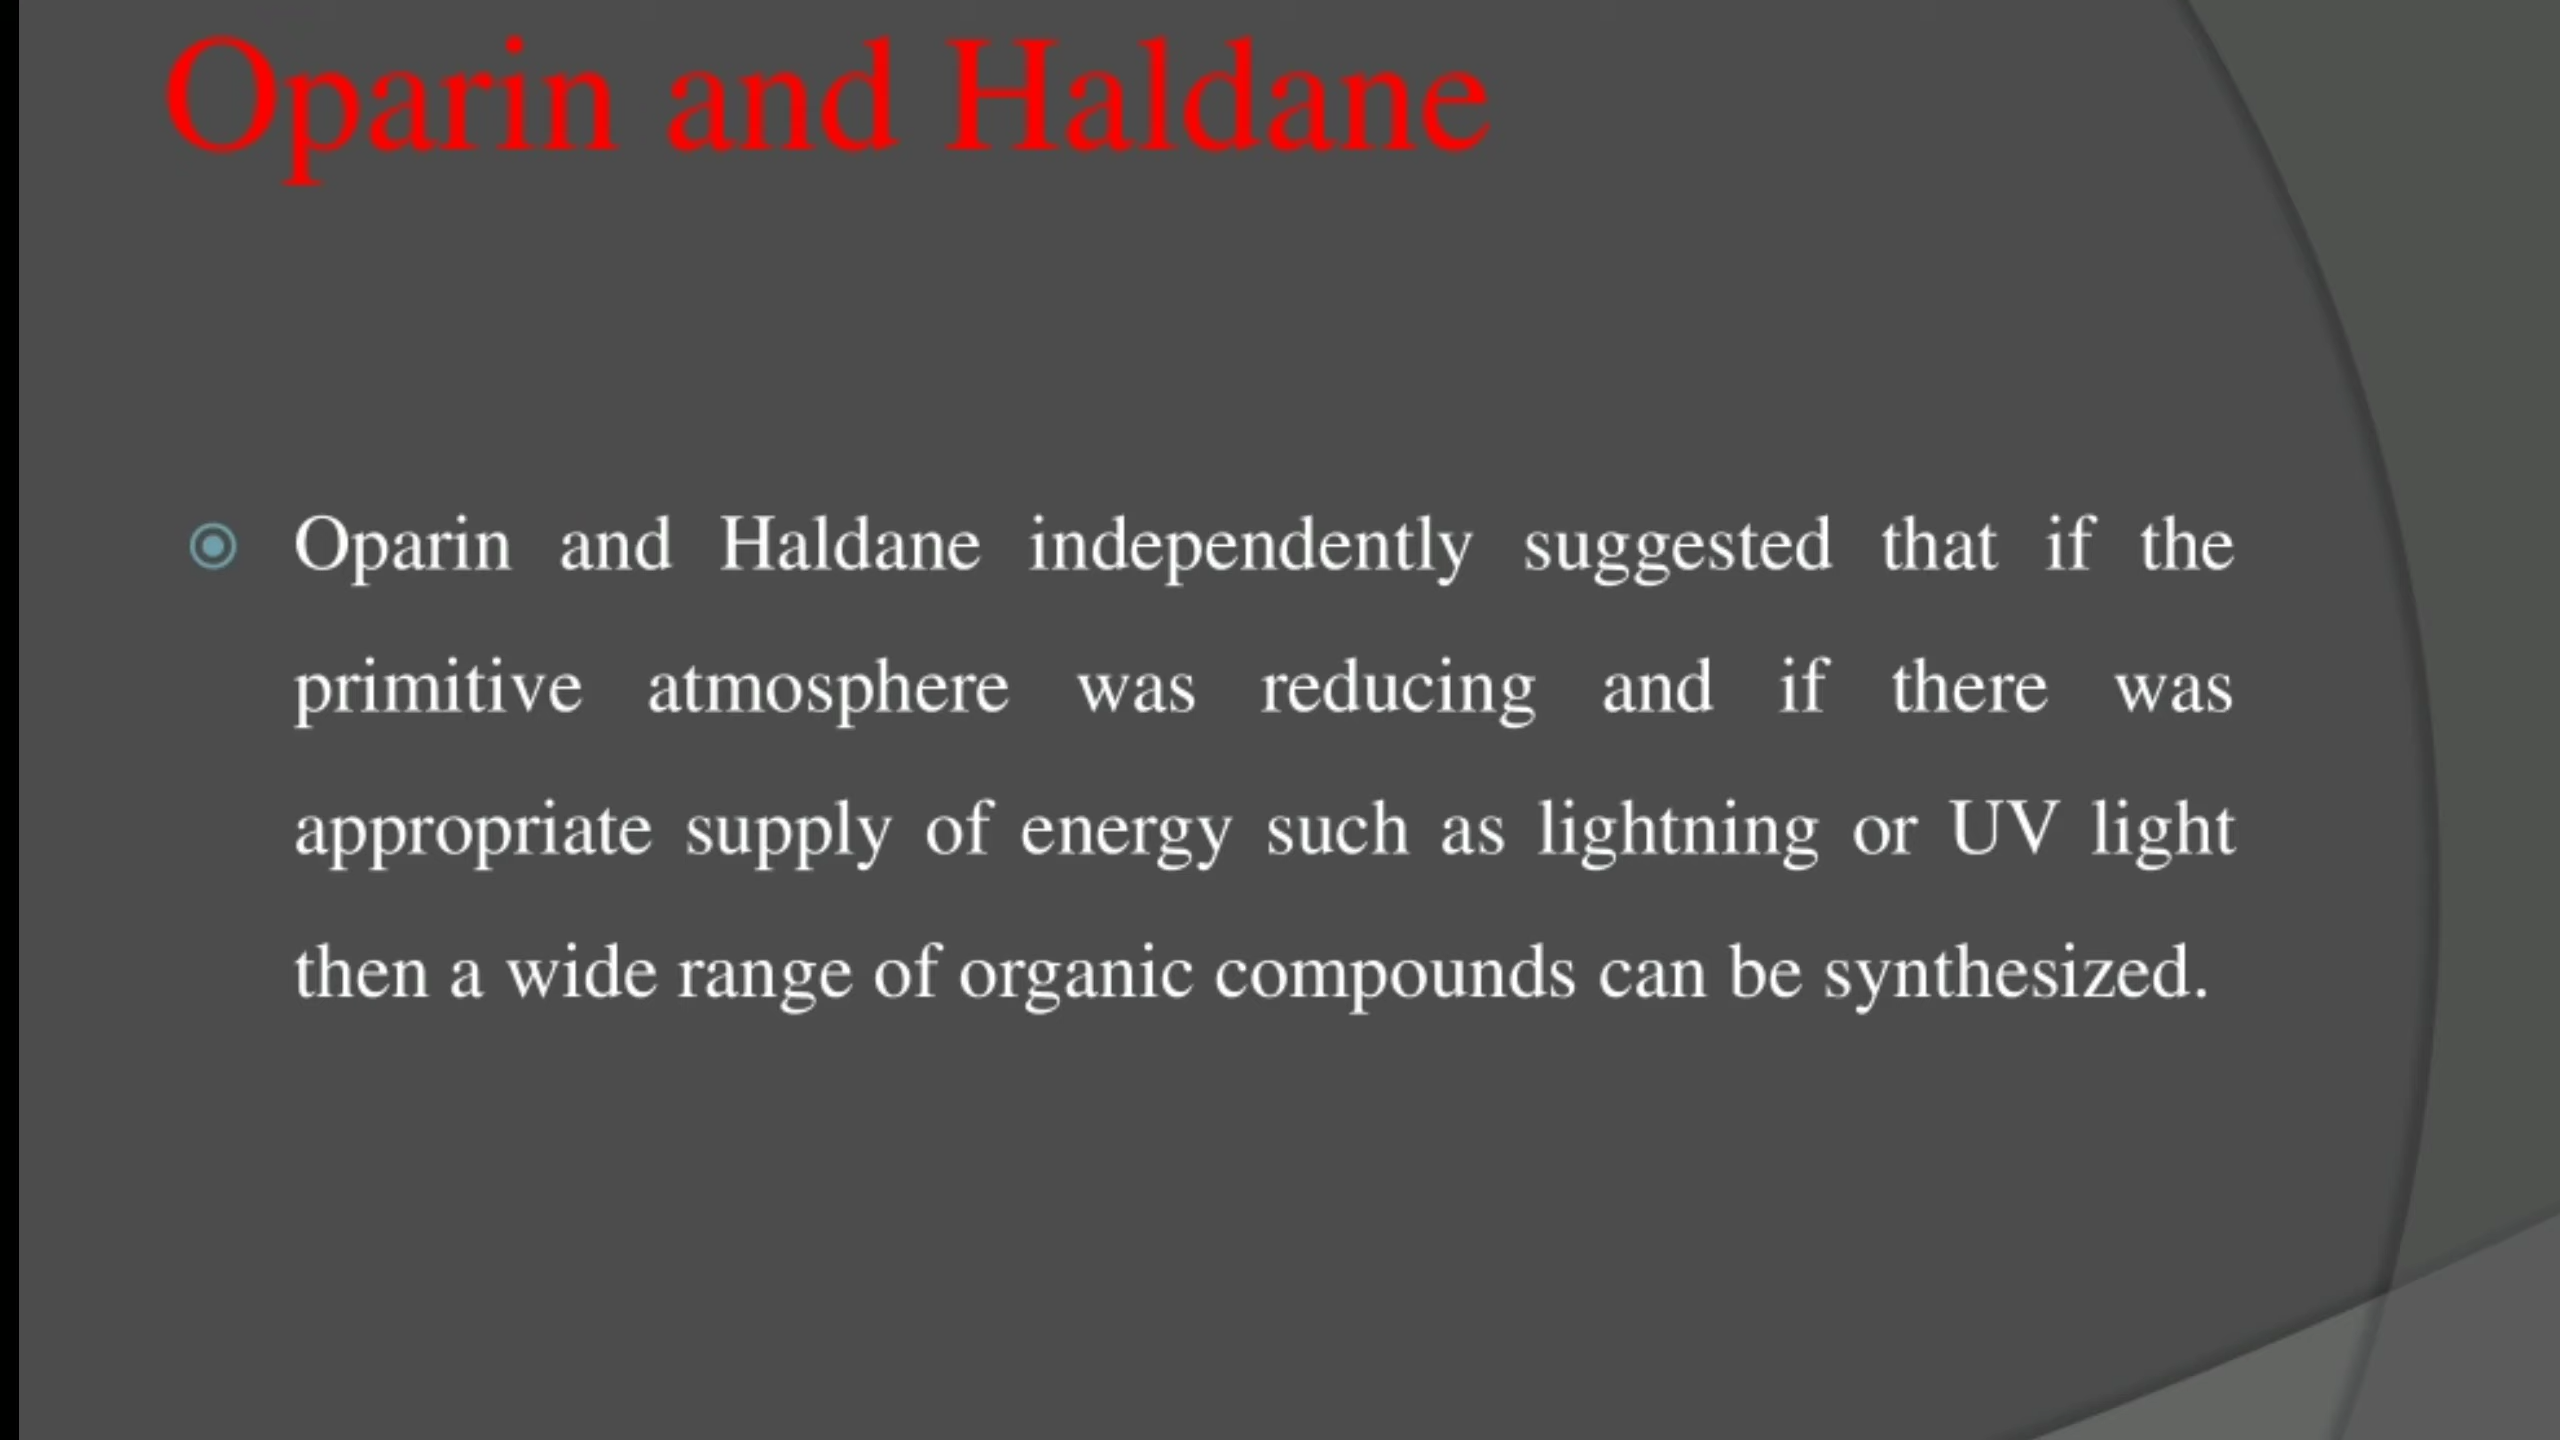 Oparin and Haldane
Oparin and Haldane independently suggested that if the
primitive atmosphere was reducing and if there was
appropriate supply of energy such as lightning or UV light
then a wide range of organic compounds can be synthesized.